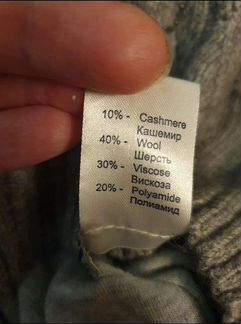 10% - Cashmere
Кашемир
40% - Wool
Шерсть
30% - Viscose
Вискоза
20% - Polyamide
Полиамид